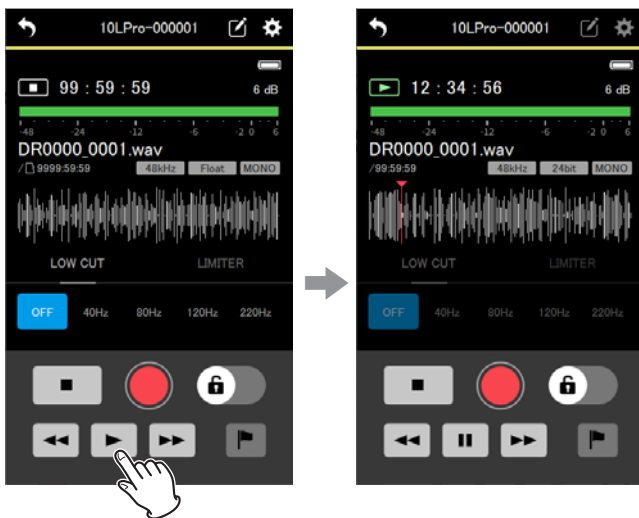 10LPro-000001
99 : 59 : 59
6 dB
-48 -24 -12 -6 -2 0 6
DR0000_0001.wav
/ 9999:59:59 48kHz Float MONO
LOW CUT LIMITER
OFF 40Hz 80Hz 120Hz 220Hz
10LPro-000001
12 : 34 : 56
6 dB
-48 -24 -12 -6 -2 0 6
DR0000_0001.wav
/99:59:59 48kHz 24bit MONO
LOW CUT LIMITER
OFF 40Hz 80Hz 120Hz 220Hz